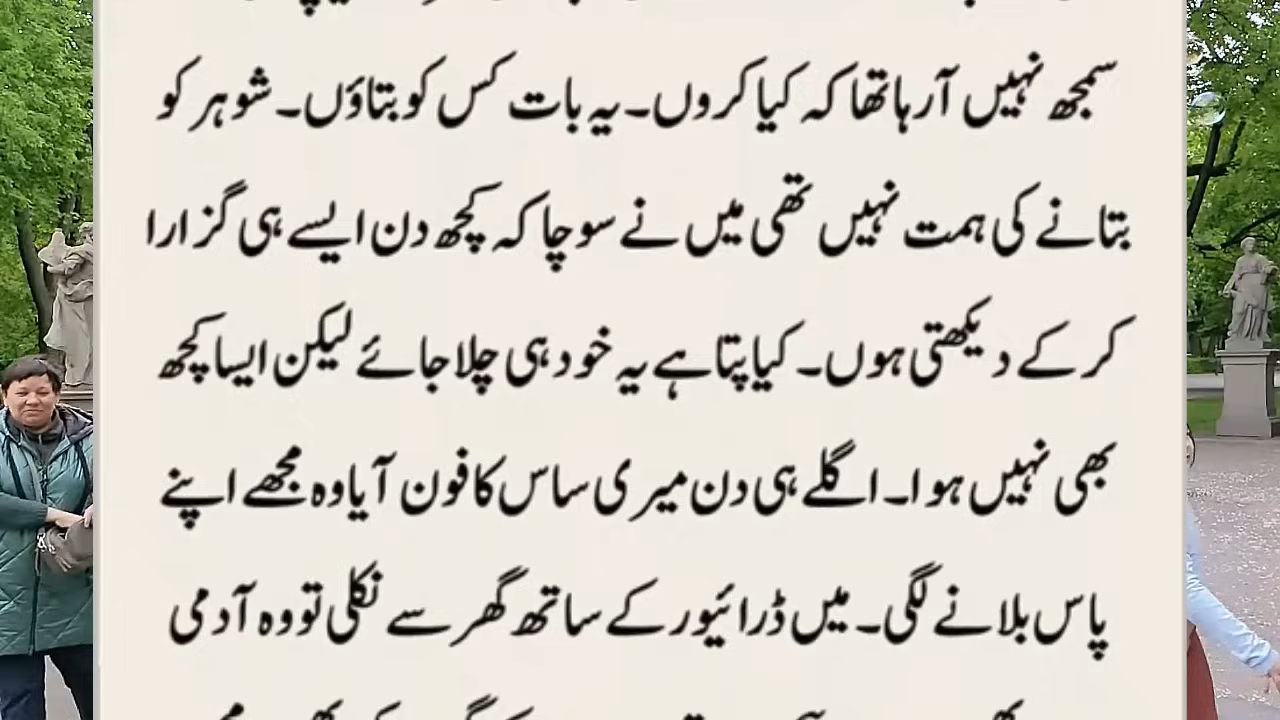 سمجھ نہیں آرہا تھا کہ کیا کروں۔ یہ بات کس کو بتاؤں۔ شوہر کو
بتانے کی ہمت نہیں تھی میں نے سوچا کہ کچھ دن ایسے ہی گزارا
کر کے دیکھتی ہوں۔ کیا پتا ہے یہ خود ہی چلا جائے لیکن ایسا کچھ
بھی نہیں ہوا۔ اگلے ہی دن میری ساس کا فون آیا وہ مجھے اپنے
پاس بلانے لگی۔ میں ڈرائیور کے ساتھ گھر سے نکلی تو وہ آدمی